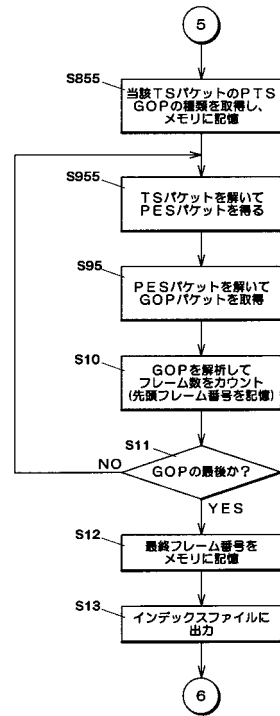 5
S855
当該TSパケットのPTS
GOPの種類を取得し、
メモリに記憶
S955
TSパケットを解いて
PESパケットを得る
S95
PESパケットを解いて
GOPパケットを取得
S10
GOPを解析して
フレーム数をカウント
(先頭フレーム番号を記憶)
S11
NO
GOPの最後か?
YES
S12
最終フレーム番号を
メモリに記憶
S13
インデックスファイルに
出力
6